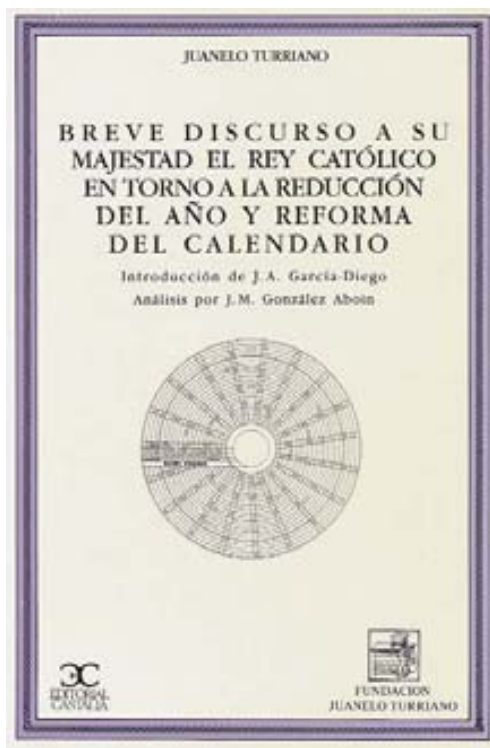 JUANELO TURRIANO
BREVE DISCURSO A SU
MAJESTAD EL REY CATÓLICO
EN TORNO A LA REDUCCIÓN
DEL AÑO Y REFORMA
DEL CALENDARIO
Introducción de J. A. García-Diego
Análisis por J. M. González Aboin
EDITORIAL
CASTALIA
FUNDACION
JUANELO TURRIANO